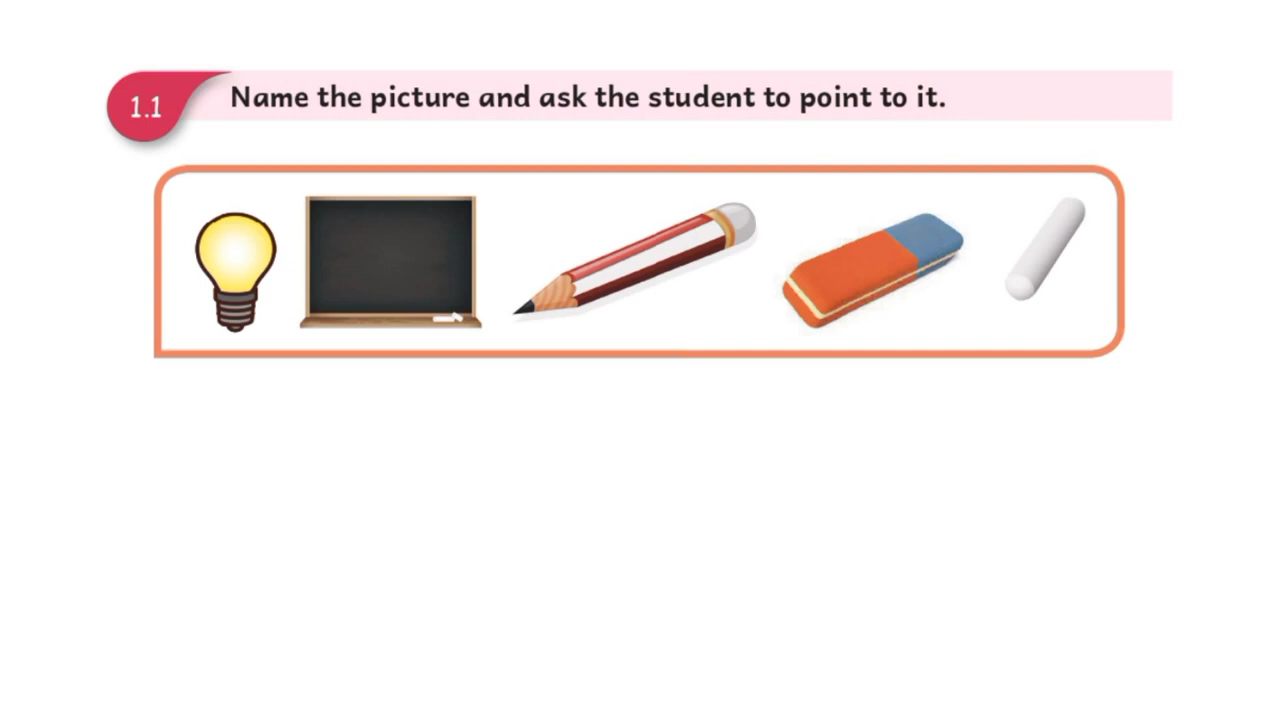 1.1
Name the picture and ask the student to point to it.